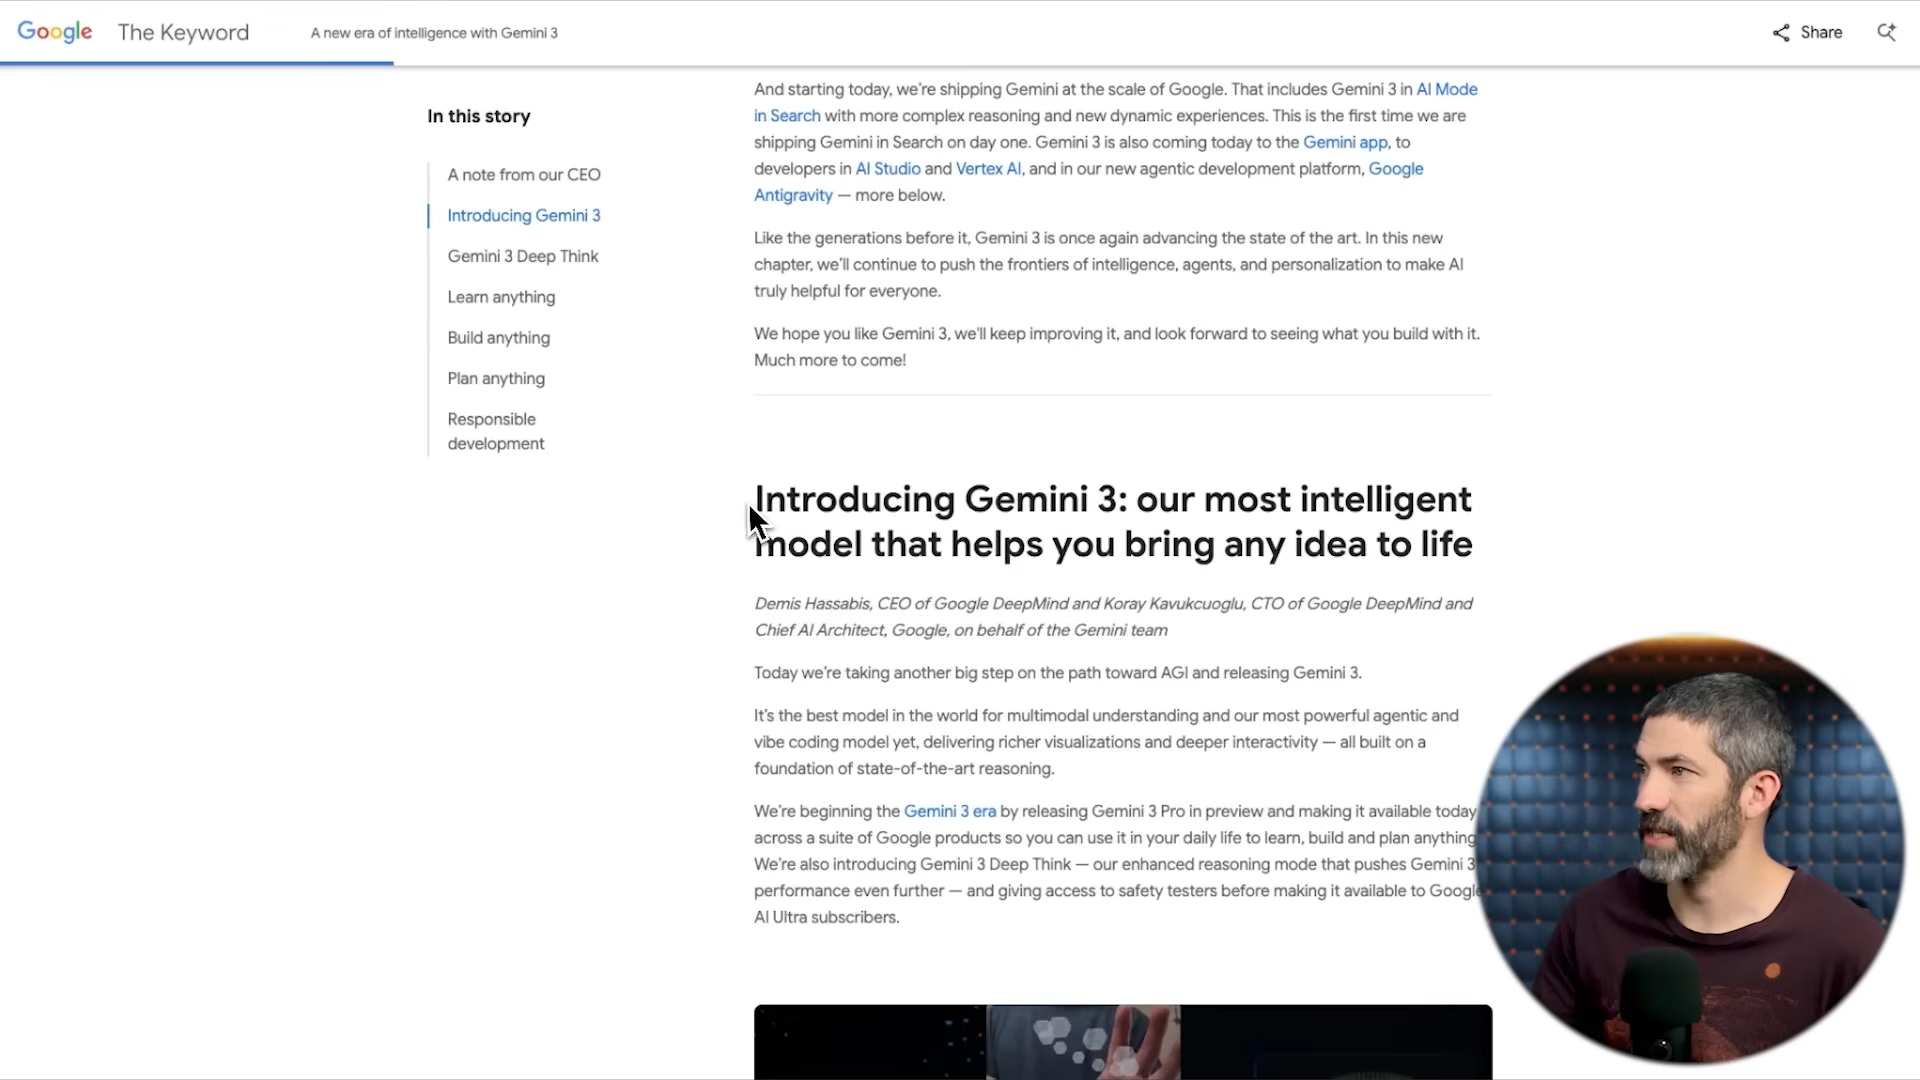 Google The Keyword A new era of intelligence with Gemini 3 Share
In this story
A note from our CEO
Introducing Gemini 3
Gemini 3 Deep Think
Learn anything
Build anything
Plan anything
Responsible
development
And starting today, we’re shipping Gemini at the scale of Google. That includes Gemini 3 in AI Mode
in Search with more complex reasoning and new dynamic experiences. This is the first time we are
shipping Gemini in Search on day one. Gemini 3 is also coming today to the Gemini app, to
developers in AI Studio and Vertex AI, and in our new agentic development platform, Google
Antigravity — more below.
Like the generations before it, Gemini 3 is once again advancing the state of the art. In this new
chapter, we’ll continue to push the frontiers of intelligence, agents, and personalization to make AI
truly helpful for everyone.
We hope you like Gemini 3, we'll keep improving it, and look forward to seeing what you build with it.
Much more to come!
Introducing Gemini 3: our most intelligent
model that helps you bring any idea to life
Demis Hassabis, CEO of Google DeepMind and Koray Kavukcuoglu, CTO of Google DeepMind and
Chief AI Architect, Google, on behalf of the Gemini team
Today we’re taking another big step on the path toward AGI and releasing Gemini 3.
It’s the best model in the world for multimodal understanding and our most powerful agentic and
vibe coding model yet, delivering richer visualizations and deeper interactivity — all built on a
foundation of state-of-the-art reasoning.
We’re beginning the Gemini 3 era by releasing Gemini 3 Pro in preview and making it available today
across a suite of Google products so you can use it in your daily life to learn, build and plan anything
We’re also introducing Gemini 3 Deep Think — our enhanced reasoning mode that pushes Gemini 3
performance even further — and giving access to safety testers before making it available to Google
AI Ultra subscribers.